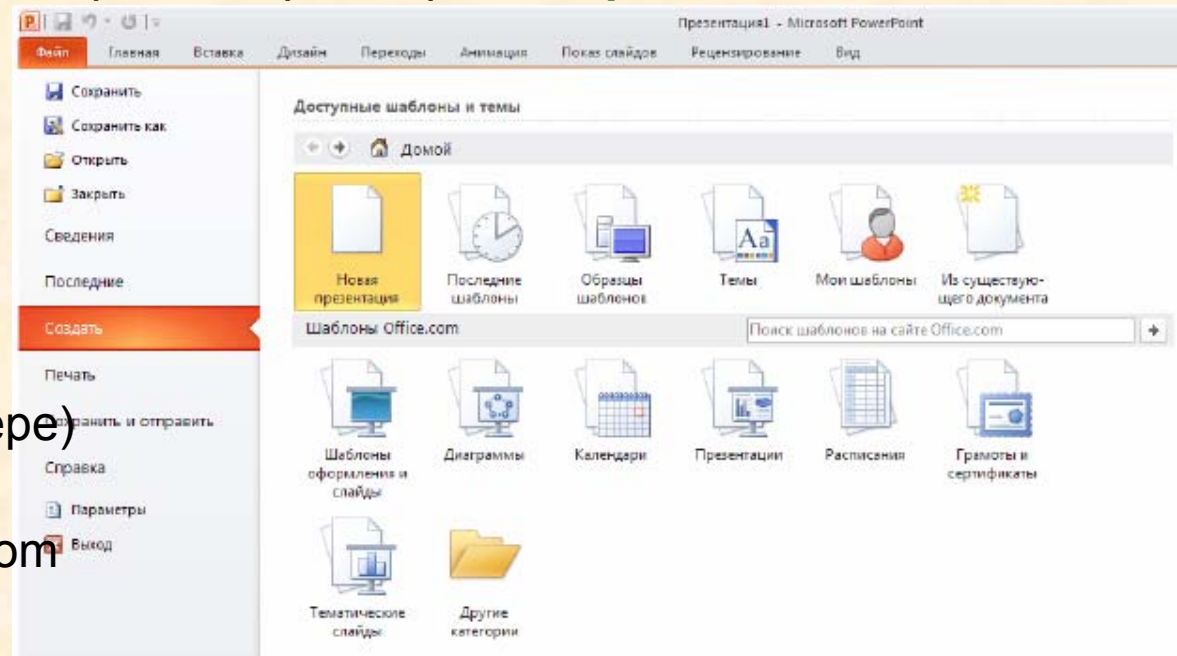 Презентация1 - Microsoft PowerPoint
Файл Главная Вставка Дизайн Переходы Анимация Показ слайдов Рецензирование Вид
Сохранить
Сохранить как
Открыть
Закрыть
Сведения
Последние
Создать
Печать
ере)
Сохранить и отправить
Справка
Параметры
om
Выход
Доступные шаблоны и темы
Домой
Новая презентация
Последние шаблоны
Образцы шаблонов
Темы
Мои шаблоны
Из существую-
щего документа
Шаблоны Office.com
Поиск шаблонов на сайте Office.com
Шаблоны
оформления и
слайды
Диаграммы
Календари
Презентации
Расписания
Грамоты и
сертификаты
Тематические
слайды
Другие
категории